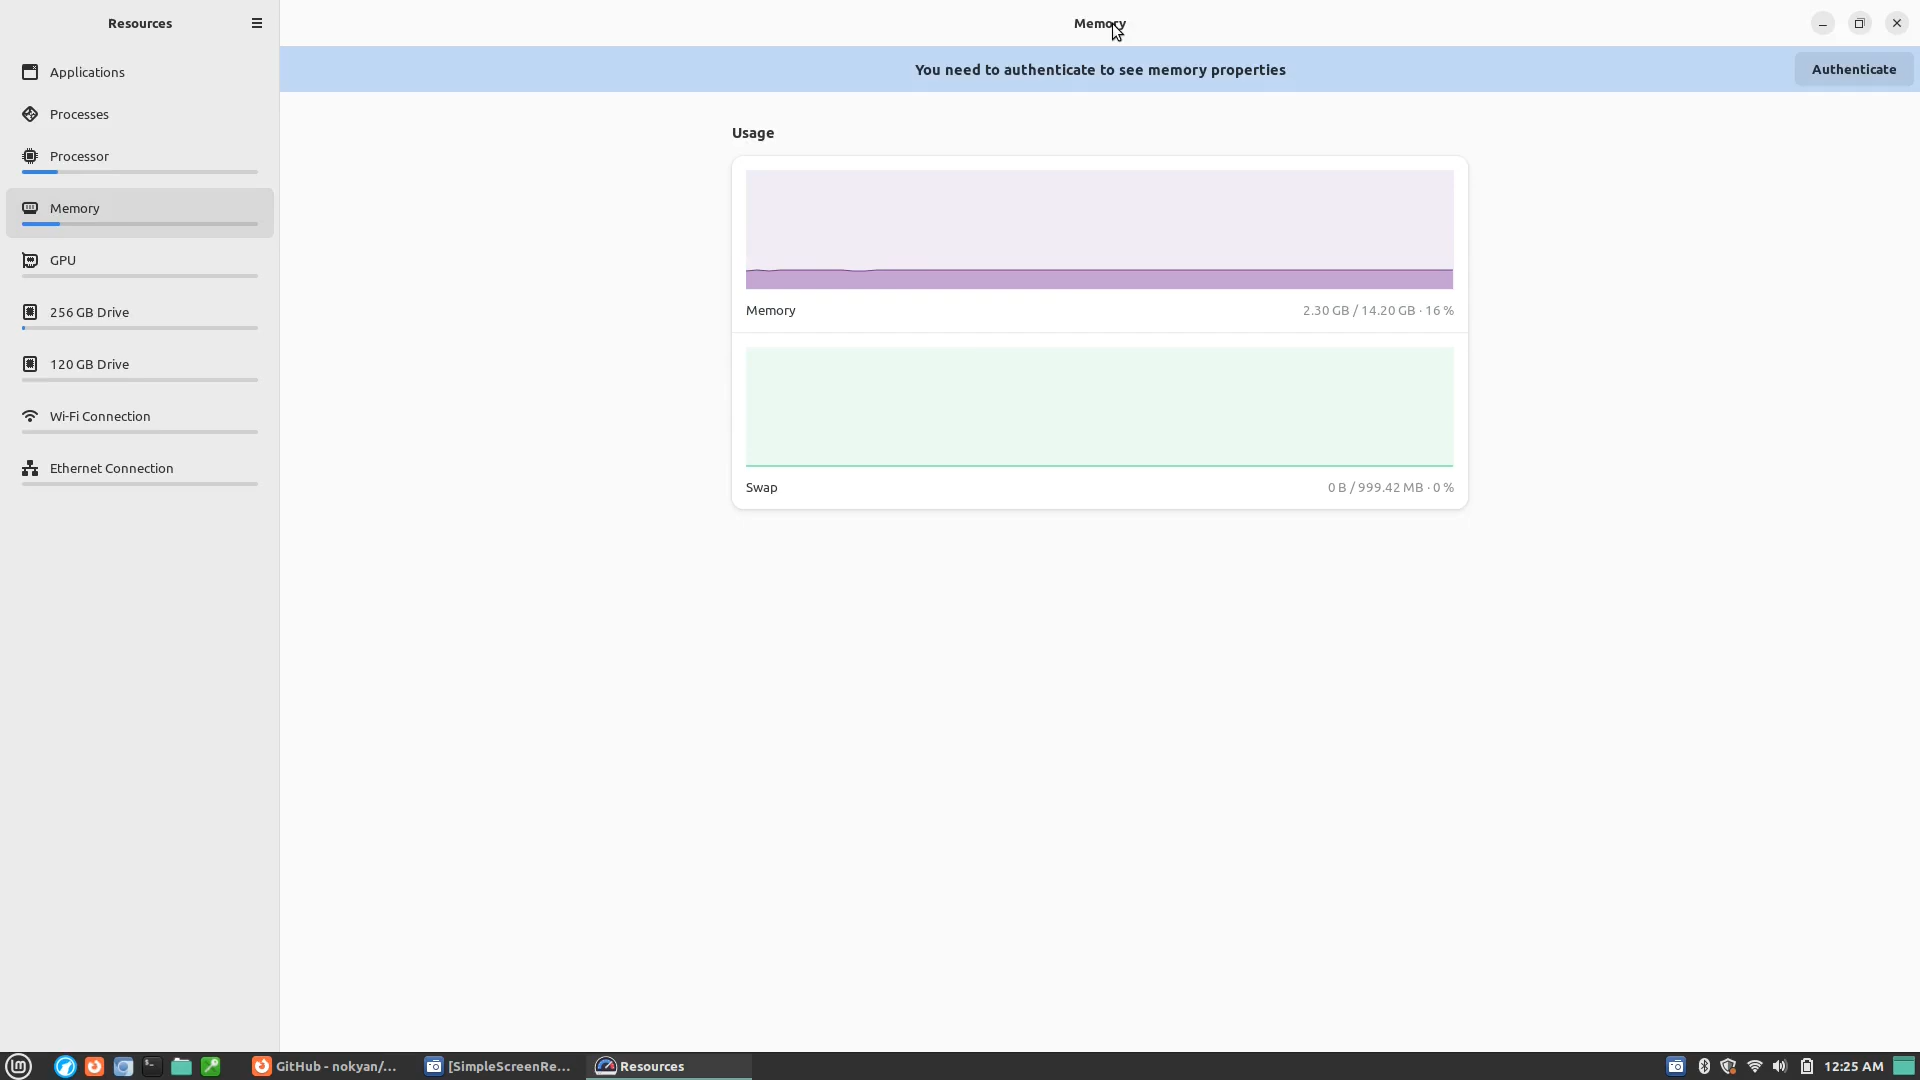 Resources
Memory
Applications
Processes
Processor
Memory
GPU
256 GB Drive
120 GB Drive
Wi-Fi Connection
Ethernet Connection
You need to authenticate to see memory properties
Authenticate
Usage
Memory 2.30 GB / 14.20 GB · 16 %
Swap 0 B / 999.42 MB · 0 %
GitHub - nokyan/... [SimpleScreenRe... Resources 12:25 AM